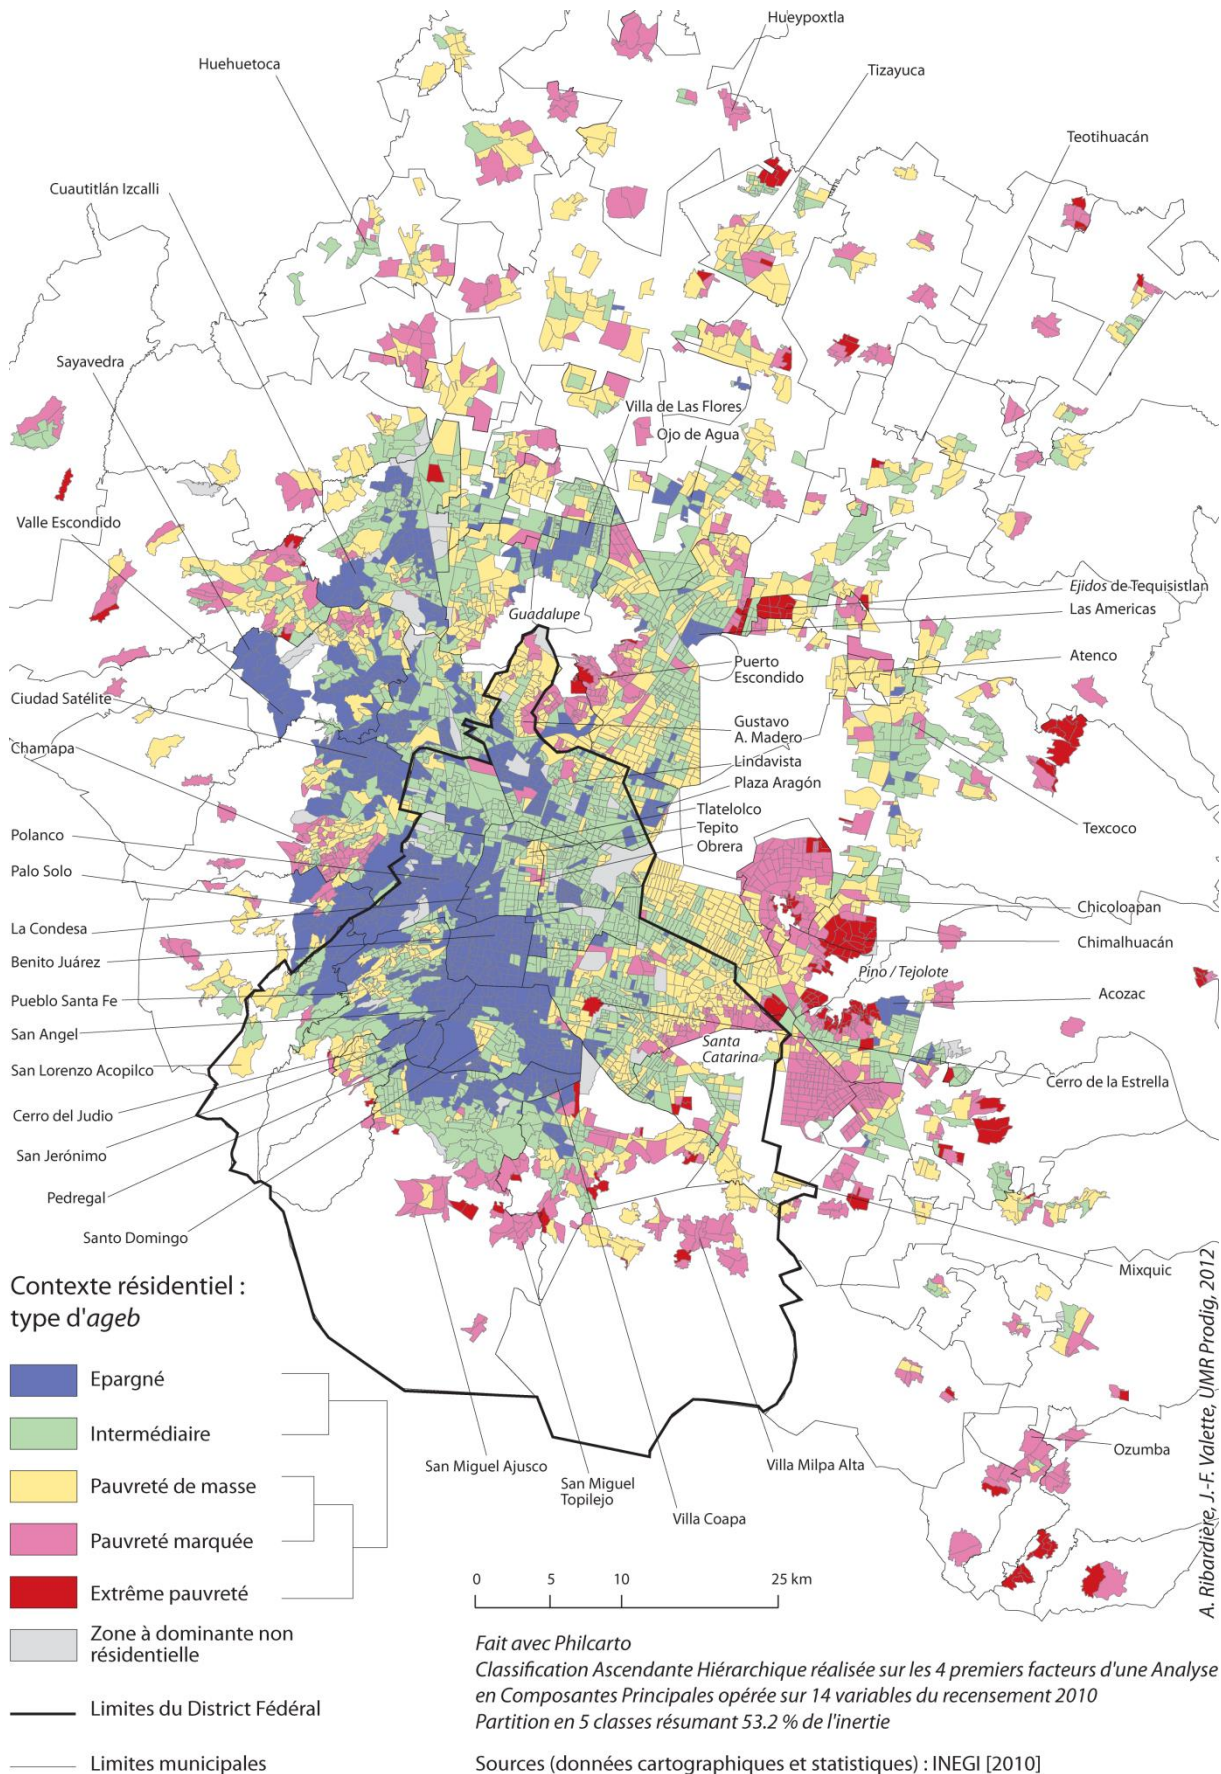 Hueypoxtla
Huehuetoca
Tizayuca
Teotihuacán
Cuautitlán Izcalli
Sayavedra
Villa de Las Flores
Ojo de Agua
Valle Escondido
Ejidos de Tequisistlan
Guadalupe
Las Americas
Atenco
Puerto
Escondido
Ciudad Satélite
Gustavo
A. Madero
Chamapa
Lindavista
Plaza Aragón
Tlatelolco
Polanco
Tepito
Texcoco
Obrera
Palo Solo
Chicoloapan
La Condesa
Chimalhuacán
Benito Juárez
Pino / Tejolote
Pueblo Santa Fe
Acozac
San Angel
Santa
Catarina
San Lorenzo Acopilco
Cerro de la Estrella
Cerro del Judio
San Jerónimo
Pedregal
Santo Domingo
Mixquic
Contexte résidentiel :
type d'ageb
Epargné
Intermédiaire
Pauvreté de masse
Pauvreté marquée
Extrême pauvreté
Zone à dominante non
résidentielle
Limites du District Fédéral
Limites municipales
San Miguel Ajusco
San Miguel
Topilejo
Villa Coapa
Villa Milpa Alta
Ozumba
0 5 10 25 km
Fait avec Philcarto
Classification Ascendante Hiérarchique réalisée sur les 4 premiers facteurs d'une Analyse
en Composantes Principales opérée sur 14 variables du recensement 2010
Partition en 5 classes résumant 53.2 % de l'inertie
Sources (données cartographiques et statistiques) : INEGI [2010]
A. Ribardière, J.-F. Valette, UMR Prodig, 2012